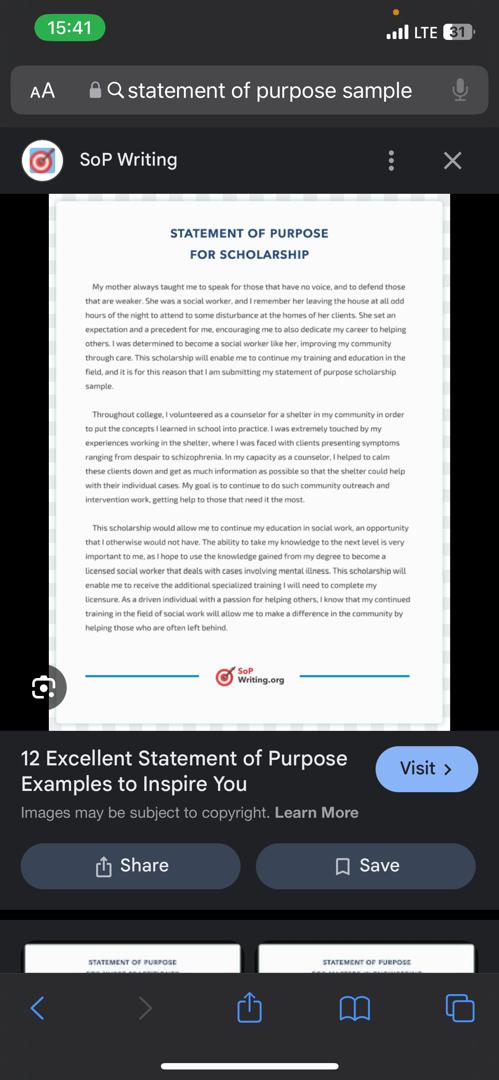 15:41
LTE 31
AA statement of purpose sample
SoP Writing
STATEMENT OF PURPOSE
FOR SCHOLARSHIP
My mother always taught me to speak for those that have no voice, and to defend those
that are weaker. She was a social worker, and I remember her leaving the house at all odd
hours of the night to attend to some disturbance at the homes of her clients. She set an
expectation and a precedent for me, encouraging me to also dedicate my career to helping
others. I was determined to become a social worker like her, improving my community
through care. This scholarship will enable me to continue my training and education in the
field, and it is for this reason that I am submitting my statement of purpose scholarship
sample.
Throughout college, I volunteered as a counselor for a shelter in my community in order
to put the concepts I learned in school into practice. I was extremely touched by my
experiences working in the shelter, where I was faced with clients presenting symptoms
ranging from despair to schizophrenia. In my capacity as a counselor, I helped to calm
these clients down and get as much information as possible so that the shelter could help
with their individual cases. My goal is to continue to do such community outreach and
intervention work, getting help to those that need it the most.
This scholarship would allow me to continue my education in social work, an opportunity
that I otherwise would not have. The ability to take my knowledge to the next level is very
important to me, as I hope to use the knowledge gained from my degree to become a
licensed social worker that deals with cases involving mental illness. This scholarship will
enable me to receive the additional specialized training I will need to complete my
licensure. As a driven individual with a passion for helping others, I know that my continued
training in the field of social work will allow me to make a difference in the community by
helping those who are often left behind.
SoP
Writing.org
12 Excellent Statement of Purpose
Examples to Inspire You
Visit
Images may be subject to copyright. Learn More
Share
Save
STATEMENT OF PURPOSE
STATEMENT OF PURPOSE